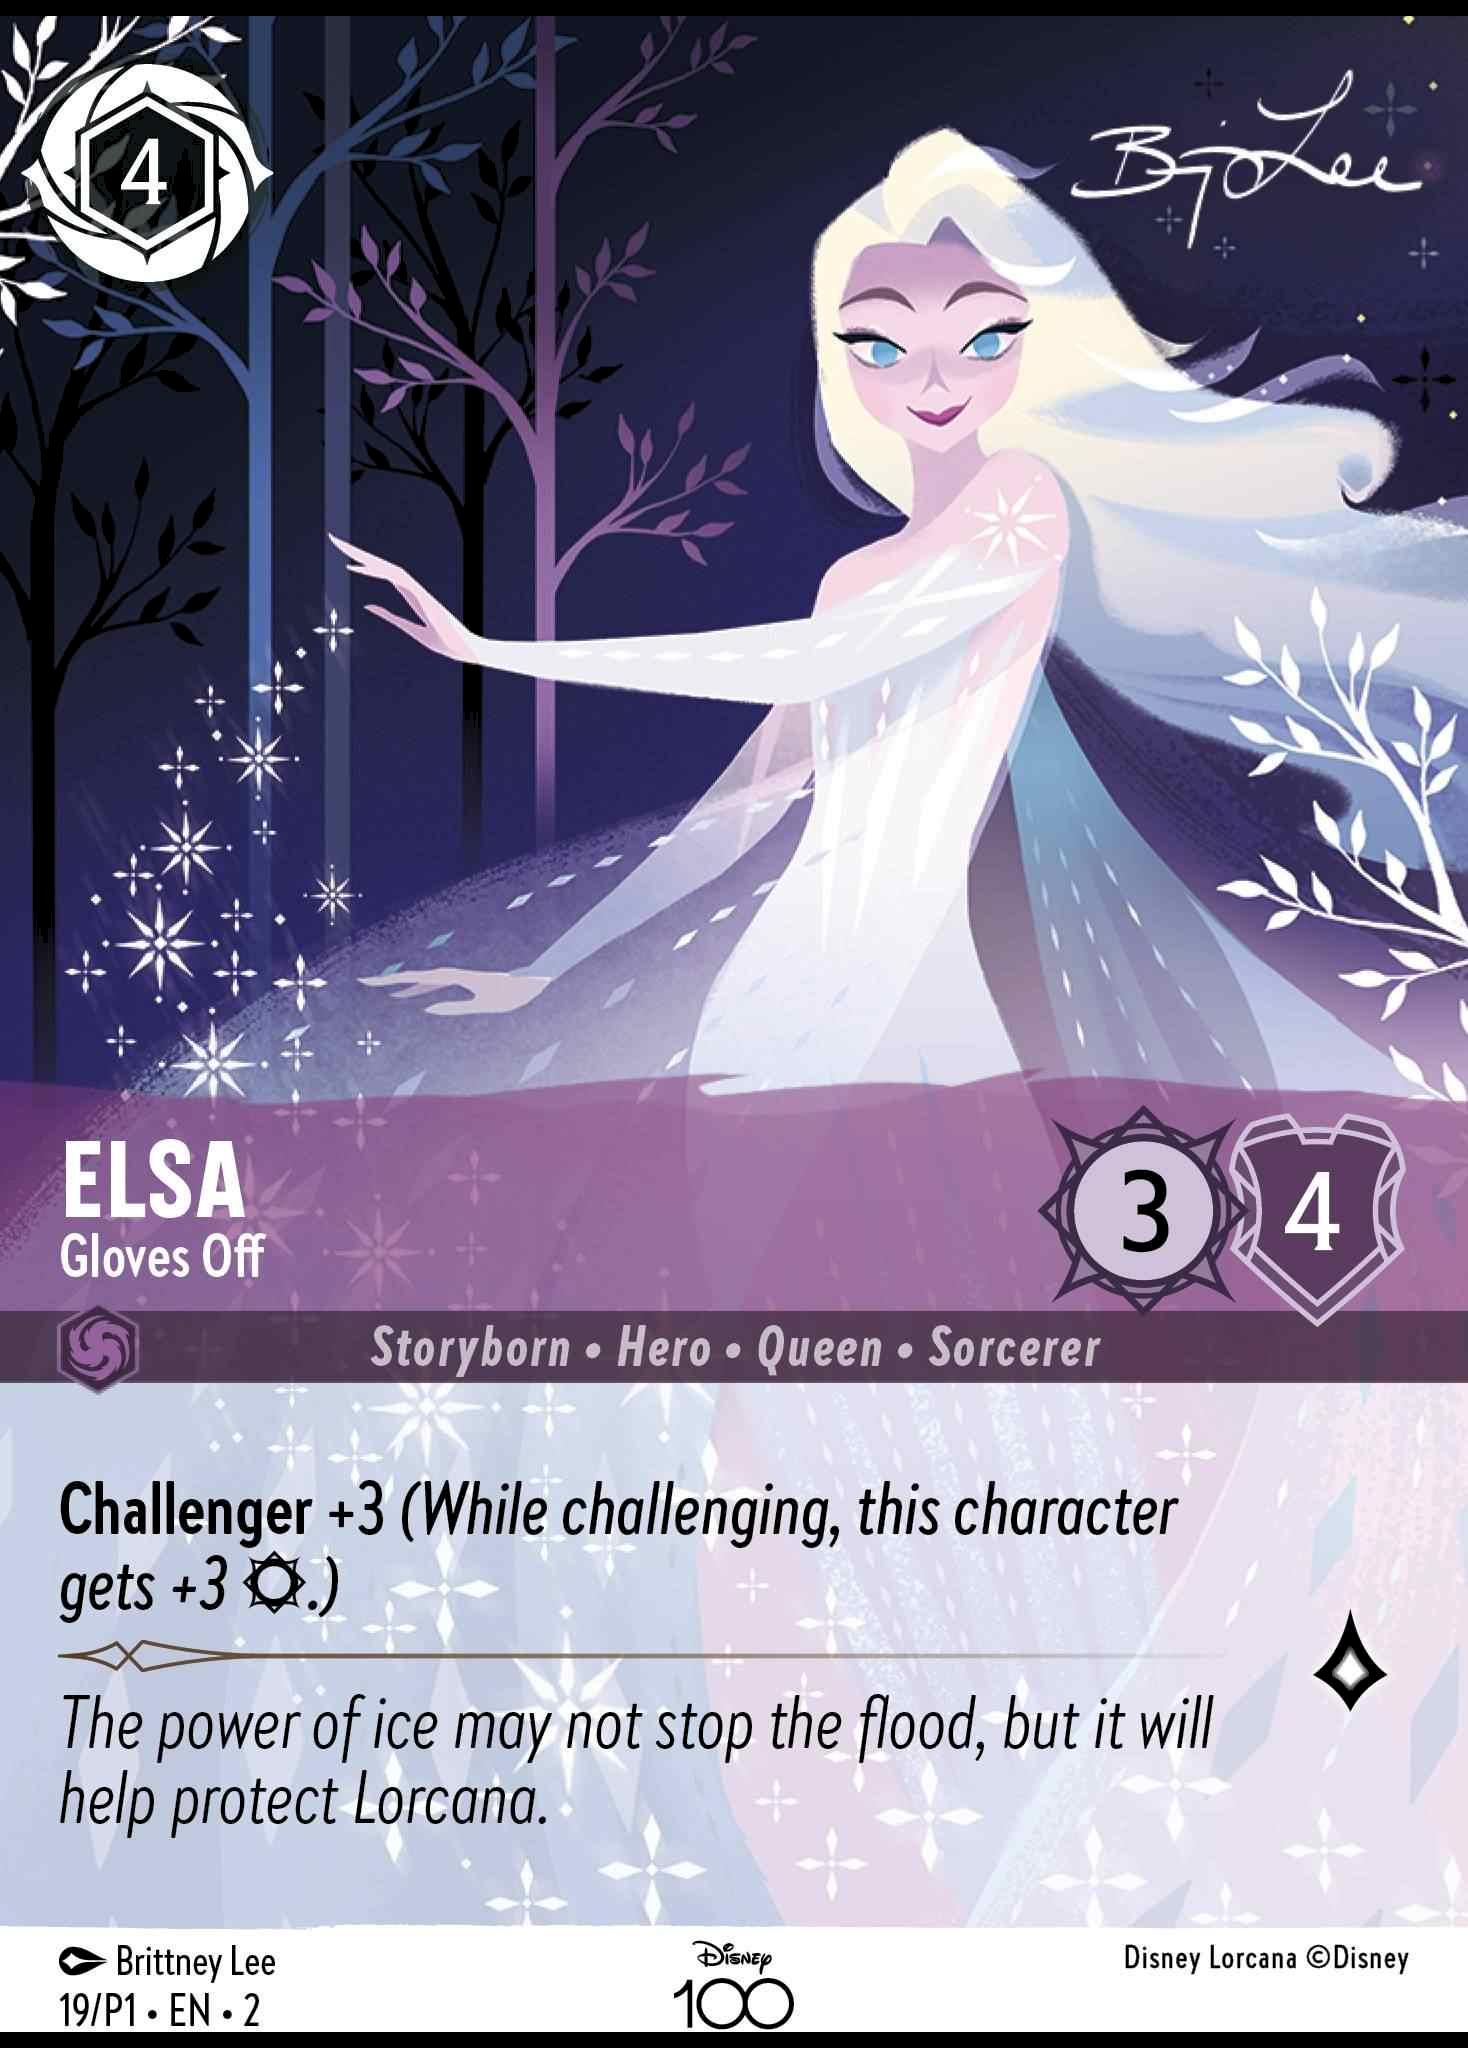 4
B Lee
ELSA
Gloves Off
3
4
Storyborn • Hero • Queen • Sorcerer
Challenger +3 (While challenging, this character
gets +3 .)
The power of ice may not stop the flood, but it will
help protect Lorcana.
Brittney Lee
19/P1 • EN • 2
Disney
100
Disney Lorcana ©Disney